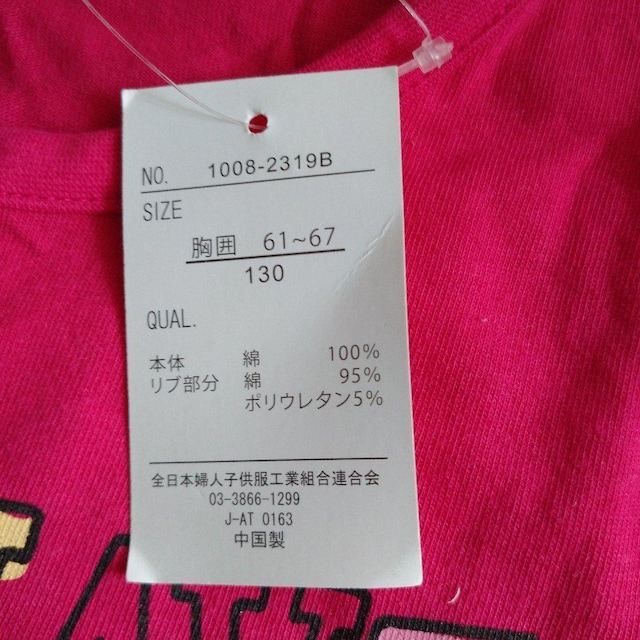 NO. 1008-2319B
SIZE
胸囲 61~67
130
QUAL.
本体 綿 100%
リブ部分 綿 95%
ポリウレタン5%
全日本婦人子供服工業組合連合会
03-3866-1299
J-AT 0163
中国製